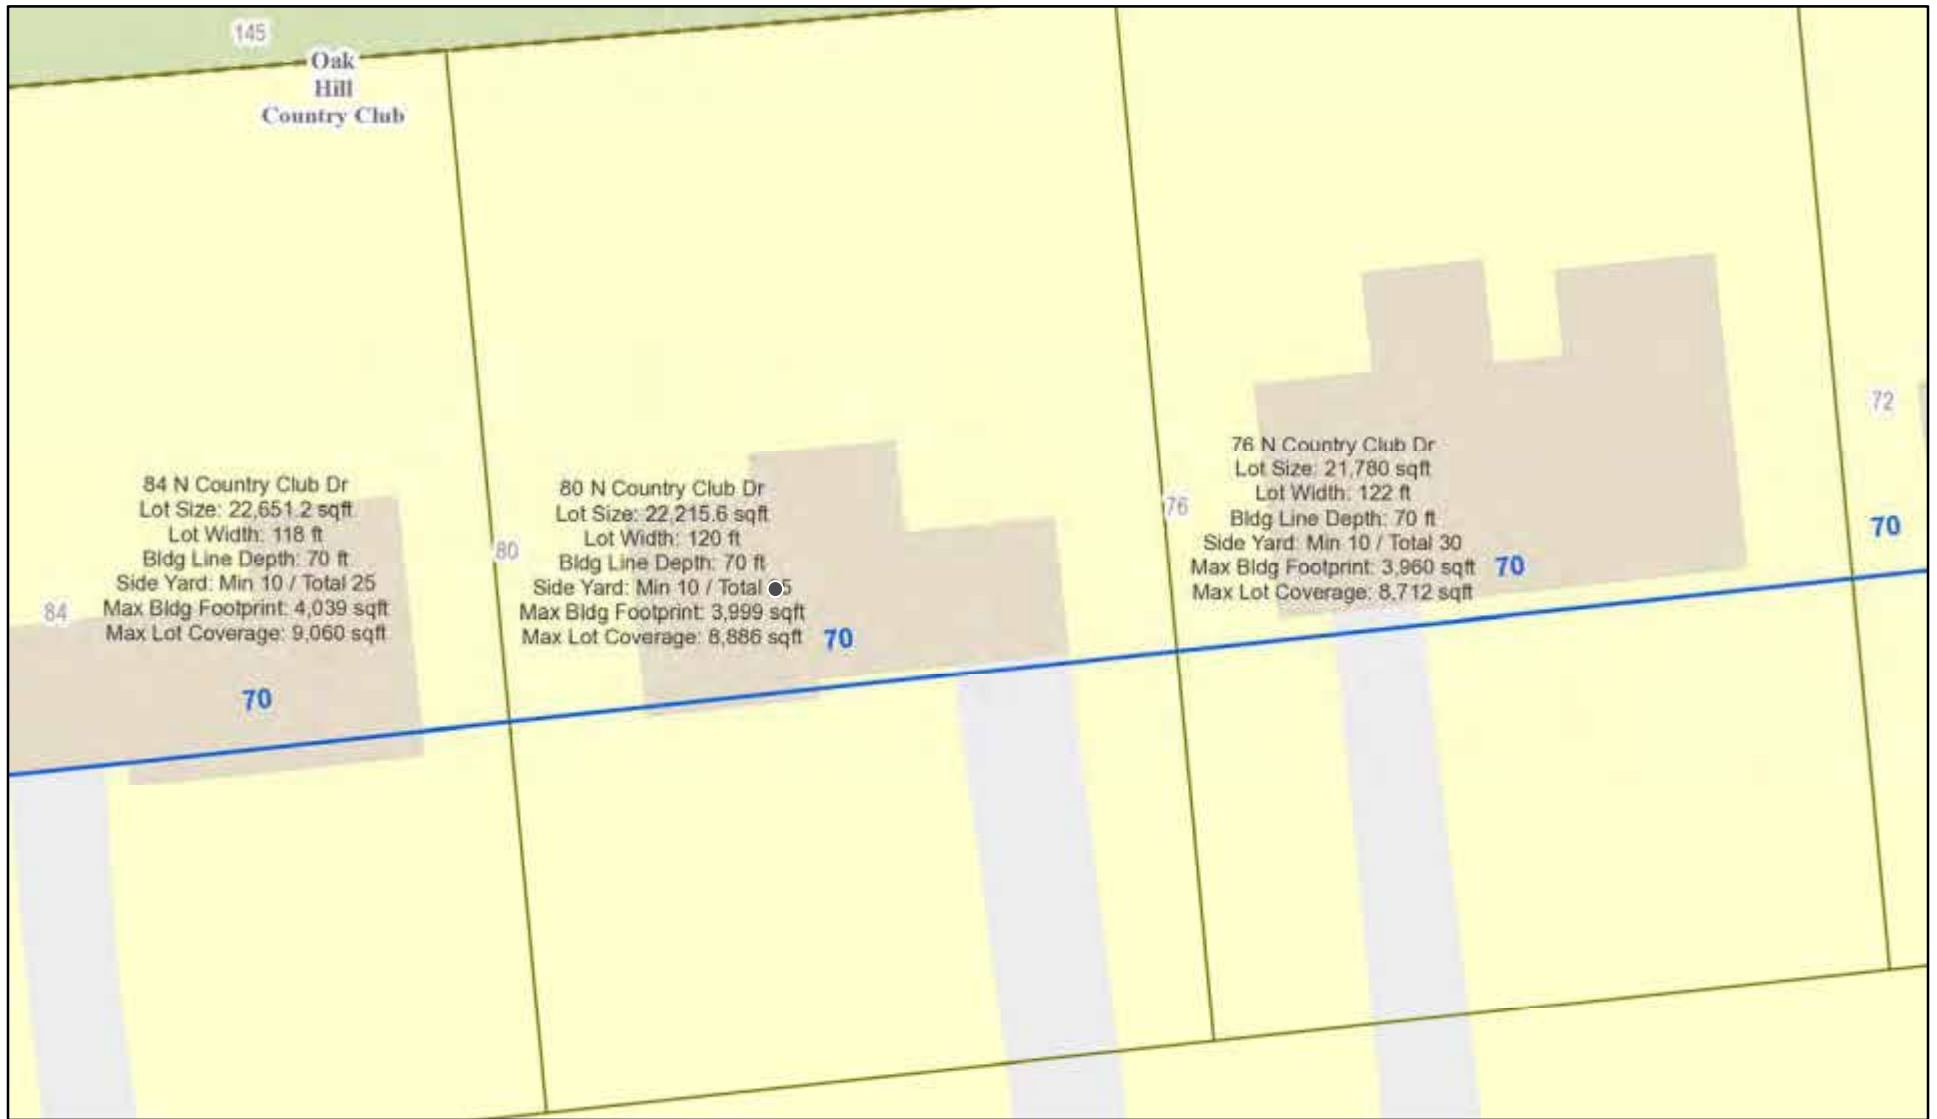 145
Oak
Hill
Country Club
84 N Country Club Dr
Lot Size: 22,651.2 sqft
Lot Width: 118 ft
Bldg Line Depth: 70 ft
Side Yard: Min 10 / Total 25
Max Bldg Footprint: 4,039 sqft
Max Lot Coverage: 9,060 sqft
84
70
80
80 N Country Club Dr
Lot Size: 22,215.6 sqft
Lot Width: 120 ft
Bldg Line Depth: 70 ft
Side Yard: Min 10 / Total
Max Bldg Footprint: 3,999 sqft
Max Lot Coverage: 8,886 sqft
70
76
76 N Country Club Dr
Lot Size: 21,780 sqft
Lot Width: 122 ft
Bldg Line Depth: 70 ft
Side Yard: Min 10 / Total 30
Max Bldg Footprint: 3,960 sqft
Max Lot Coverage: 8,712 sqft
70
72
70